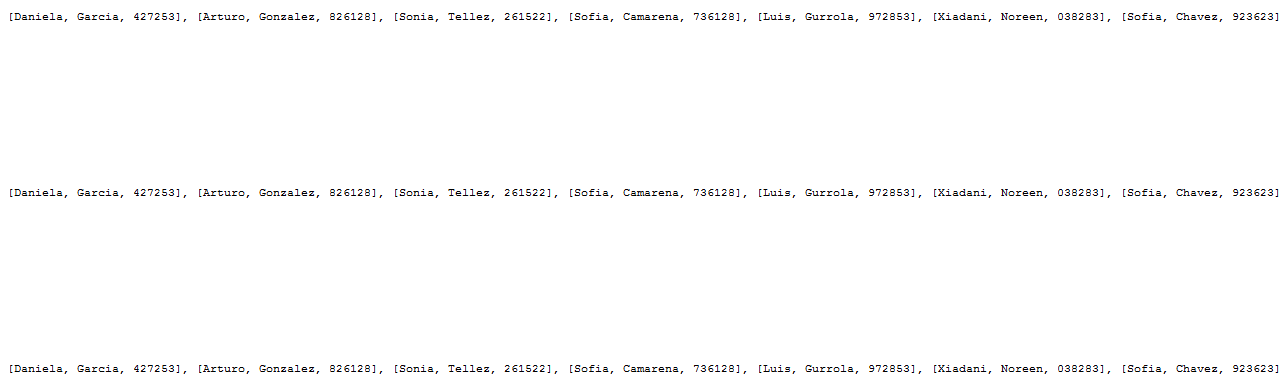 [Daniela, Garcia, 427253], [Arturo, Gonzalez, 826128], [Sonia, Tellez, 261522], [Sofia, Camarena, 736128], [Luis, Gurrola, 972853], [Xiadani, Noreen, 038283], [Sofia, Chavez, 923623]
[Daniela, Garcia, 427253], [Arturo, Gonzalez, 826128], [Sonia, Tellez, 261522], [Sofia, Camarena, 736128], [Luis, Gurrola, 972853], [Xiadani, Noreen, 038283], [Sofia, Chavez, 923623]
[Daniela, Garcia, 427253], [Arturo, Gonzalez, 826128], [Sonia, Tellez, 261522], [Sofia, Camarena, 736128], [Luis, Gurrola, 972853], [Xiadani, Noreen, 038283], [Sofia, Chavez, 923623]